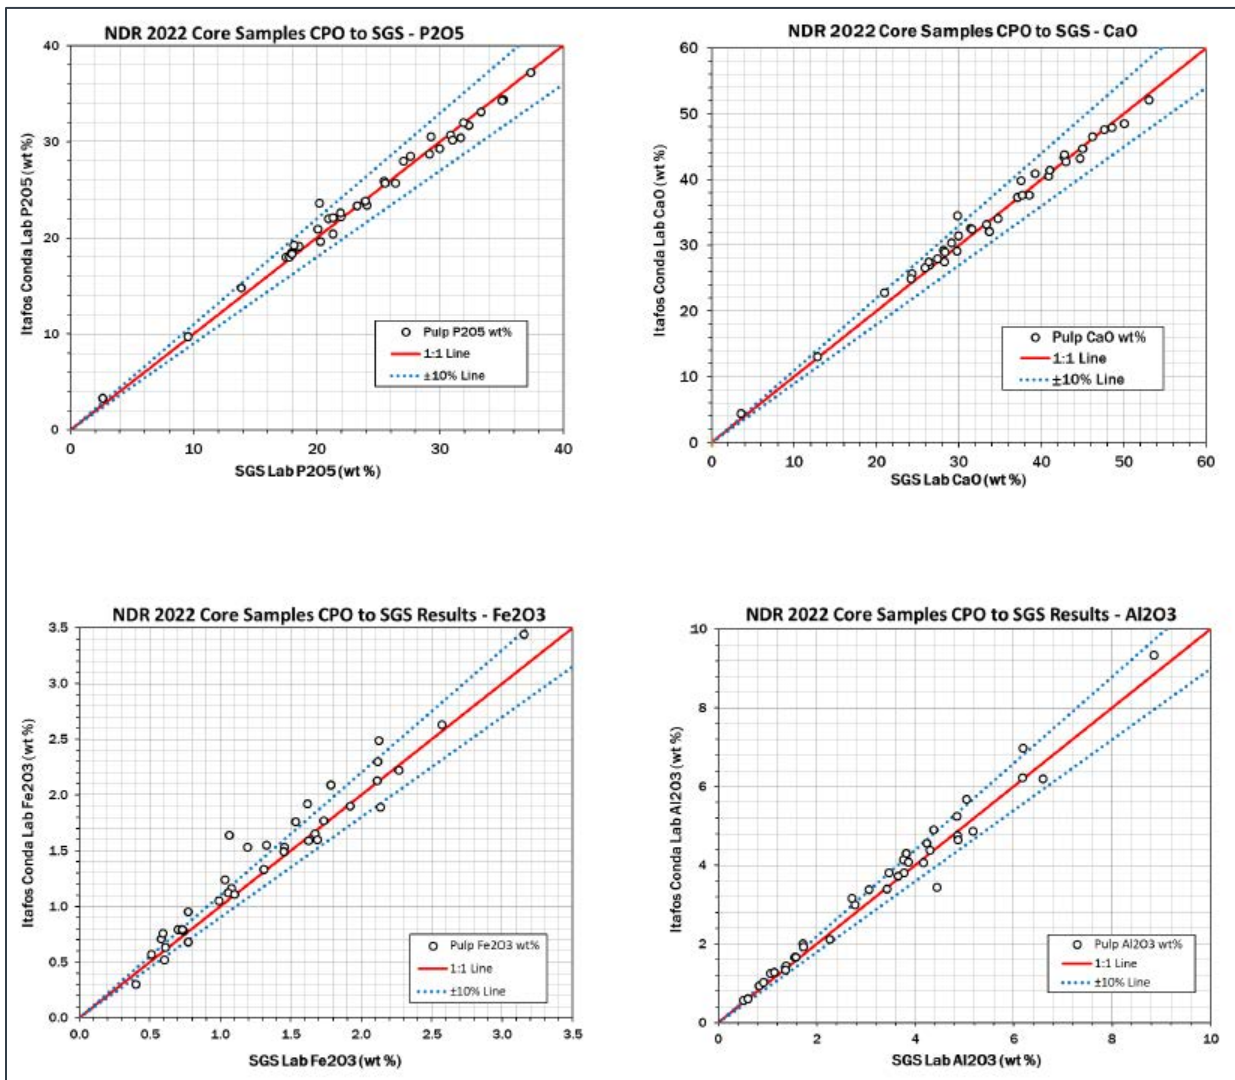 NDR 2022 Core Samples CPO to SGS - P2O5
40
30
20
10
0
0 10 20 30 40
Itafos Conda Lab P2O5 (wt %)
SGS Lab P2O5 (wt %)
Pulp P2O5 wt%
1:1 Line
±10% Line
NDR 2022 Core Samples CPO to SGS - CaO
60
50
40
30
20
10
0
0 10 20 30 40 50 60
Itafos Conda Lab CaO (wt %)
SGS Lab CaO (wt %)
Pulp CaO wt%
1:1 Line
±10% Line
NDR 2022 Core Samples CPO to SGS Results - Fe2O3
3.5
3.0
2.5
2.0
1.5
1.0
0.5
0.0
0.0 0.5 1.0 1.5 2.0 2.5 3.0 3.5
Itafos Conda Lab Fe2O3 (wt %)
SGS Lab Fe2O3 (wt %)
Pulp Fe2O3 wt%
1:1 Line
±10% Line
NDR 2022 Core Samples CPO to SGS Results - Al2O3
10
8
6
4
2
0
0 2 4 6 8 10
Itafos Conda Lab Al2O3 (wt %)
SGS Lab Al2O3 (wt %)
Pulp Al2O3 wt%
1:1 Line
±10% Line